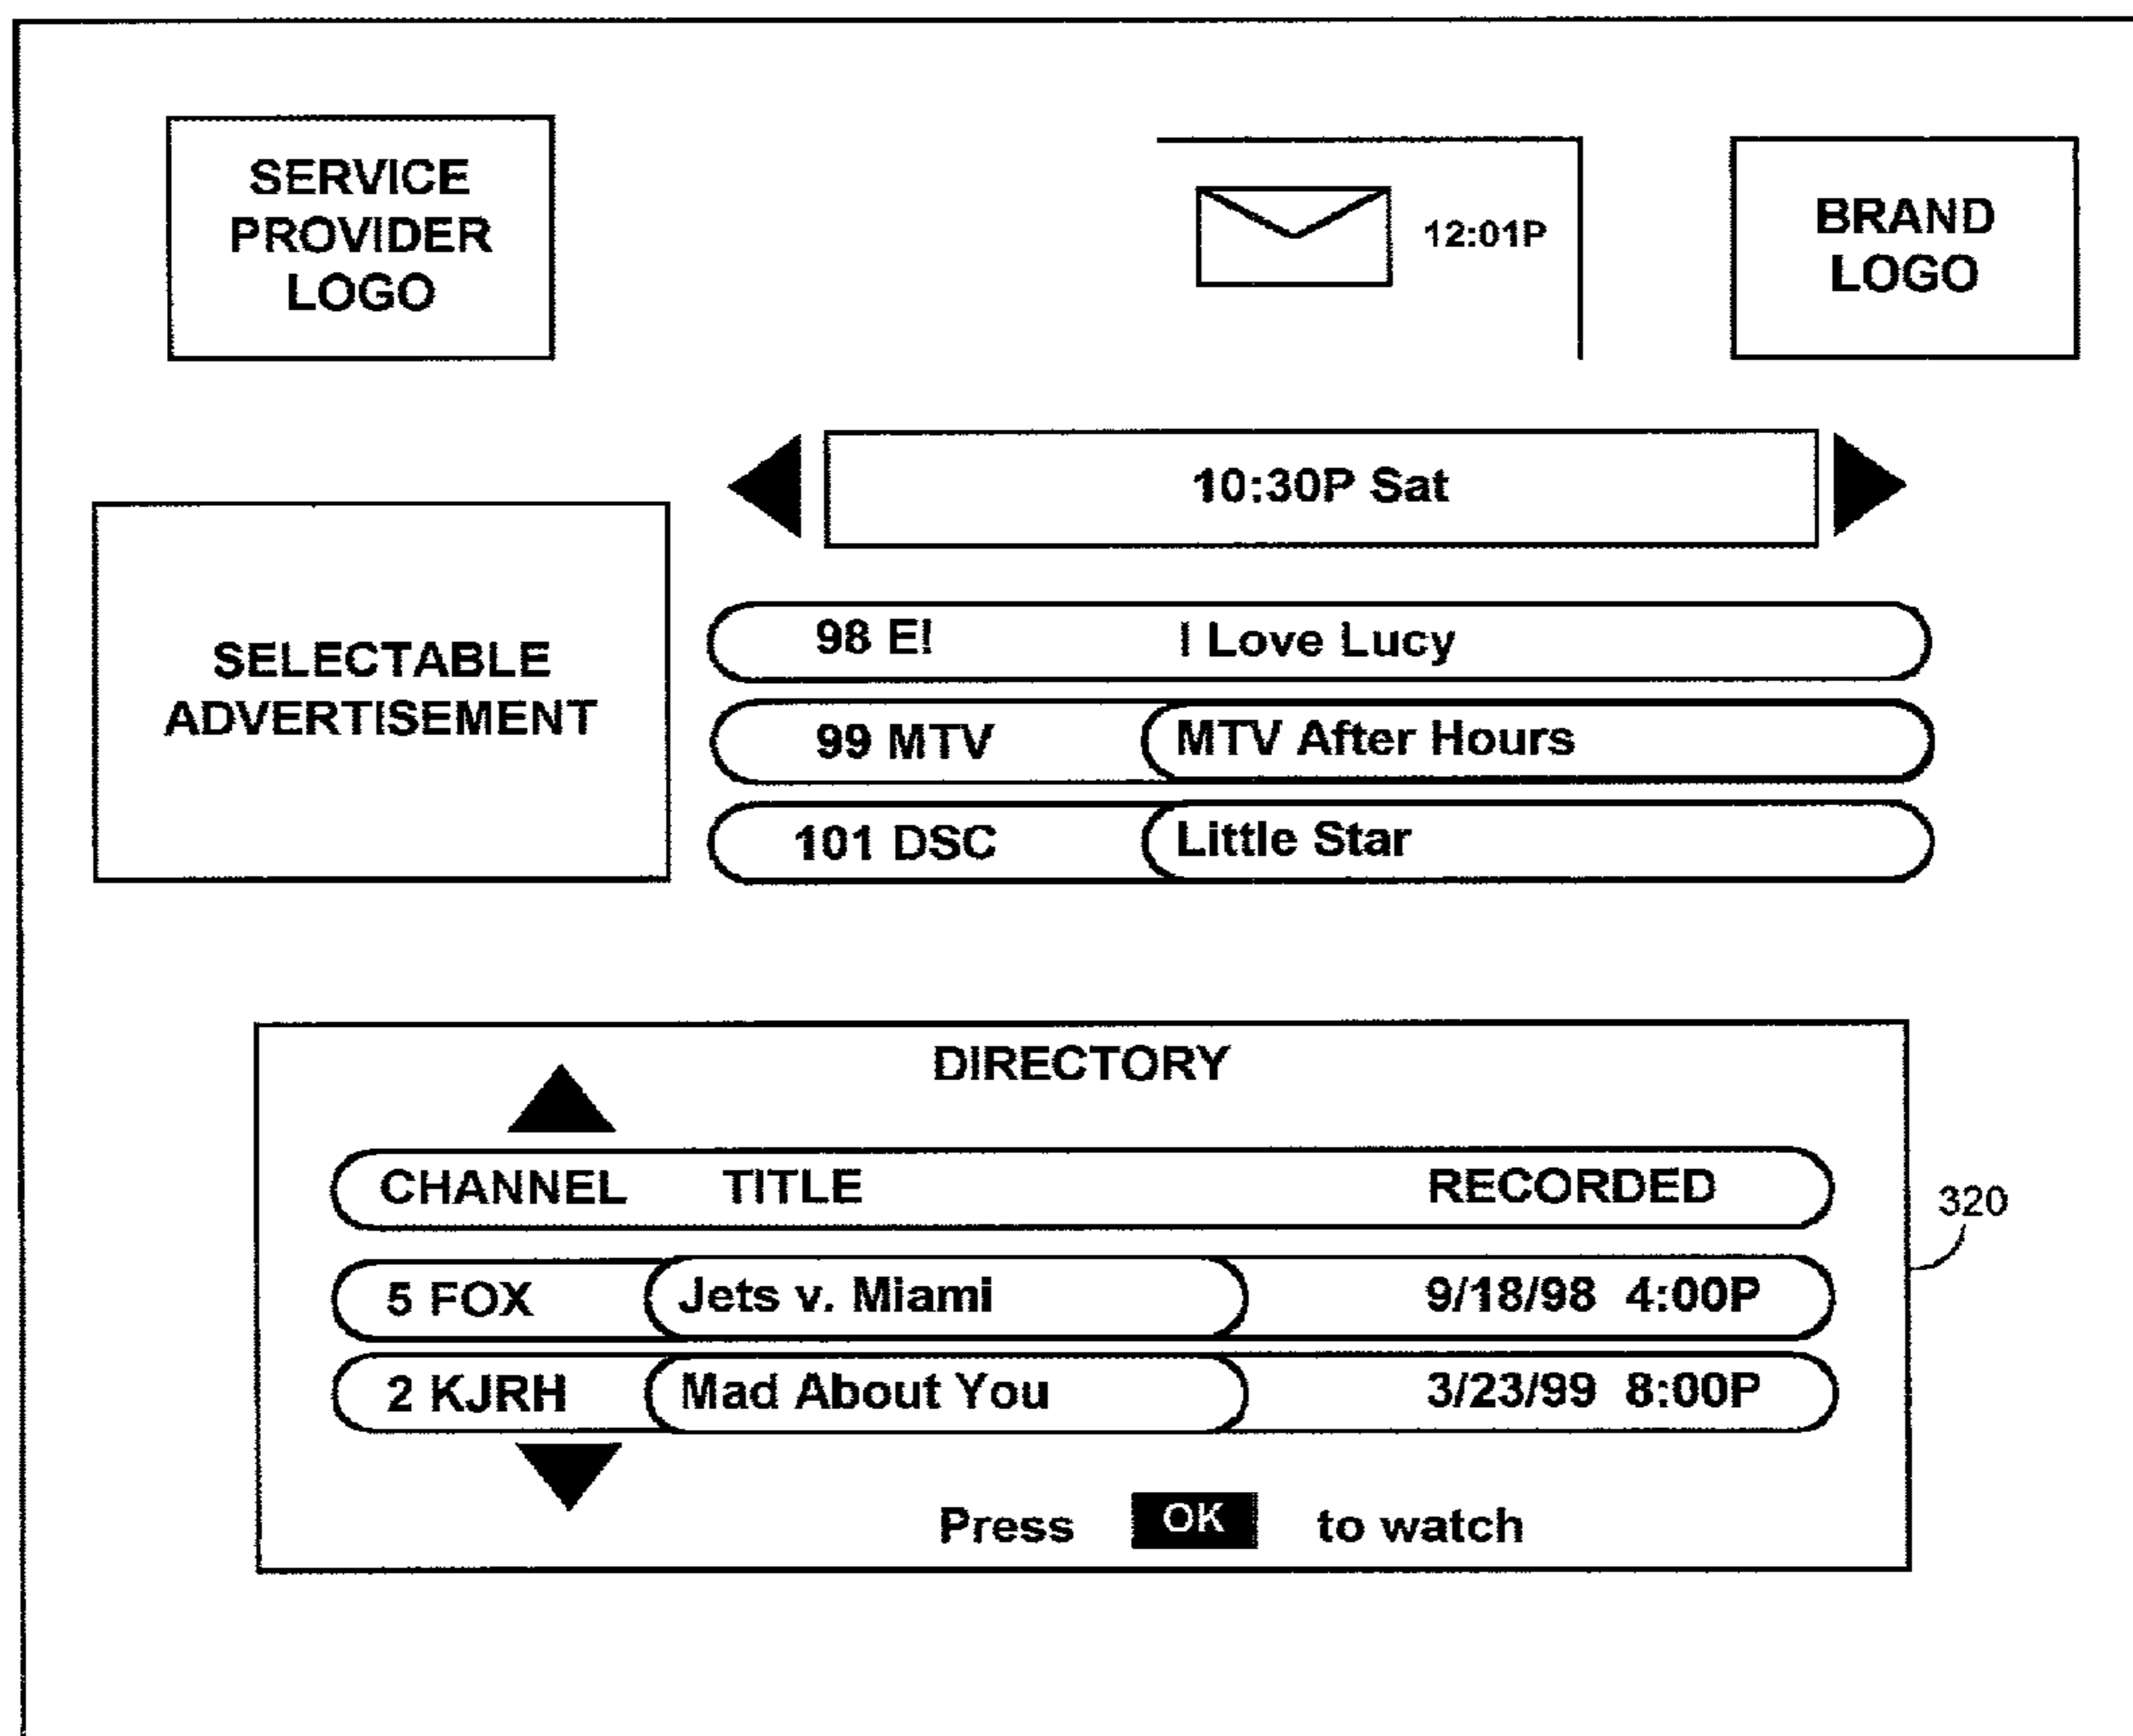 SERVICE
PROVIDER
LOGO
12:01P
BRAND
LOGO
10:30P Sat
SELECTABLE
ADVERTISEMENT
98 E! I Love Lucy
99 MTV MTV After Hours
101 DSC Little Star
DIRECTORY
CHANNEL TITLE RECORDED
320
5 FOX Jets v. Miami 9/18/98 4:00P
2 KJRH Mad About You 3/23/99 8:00P
Press OK to watch